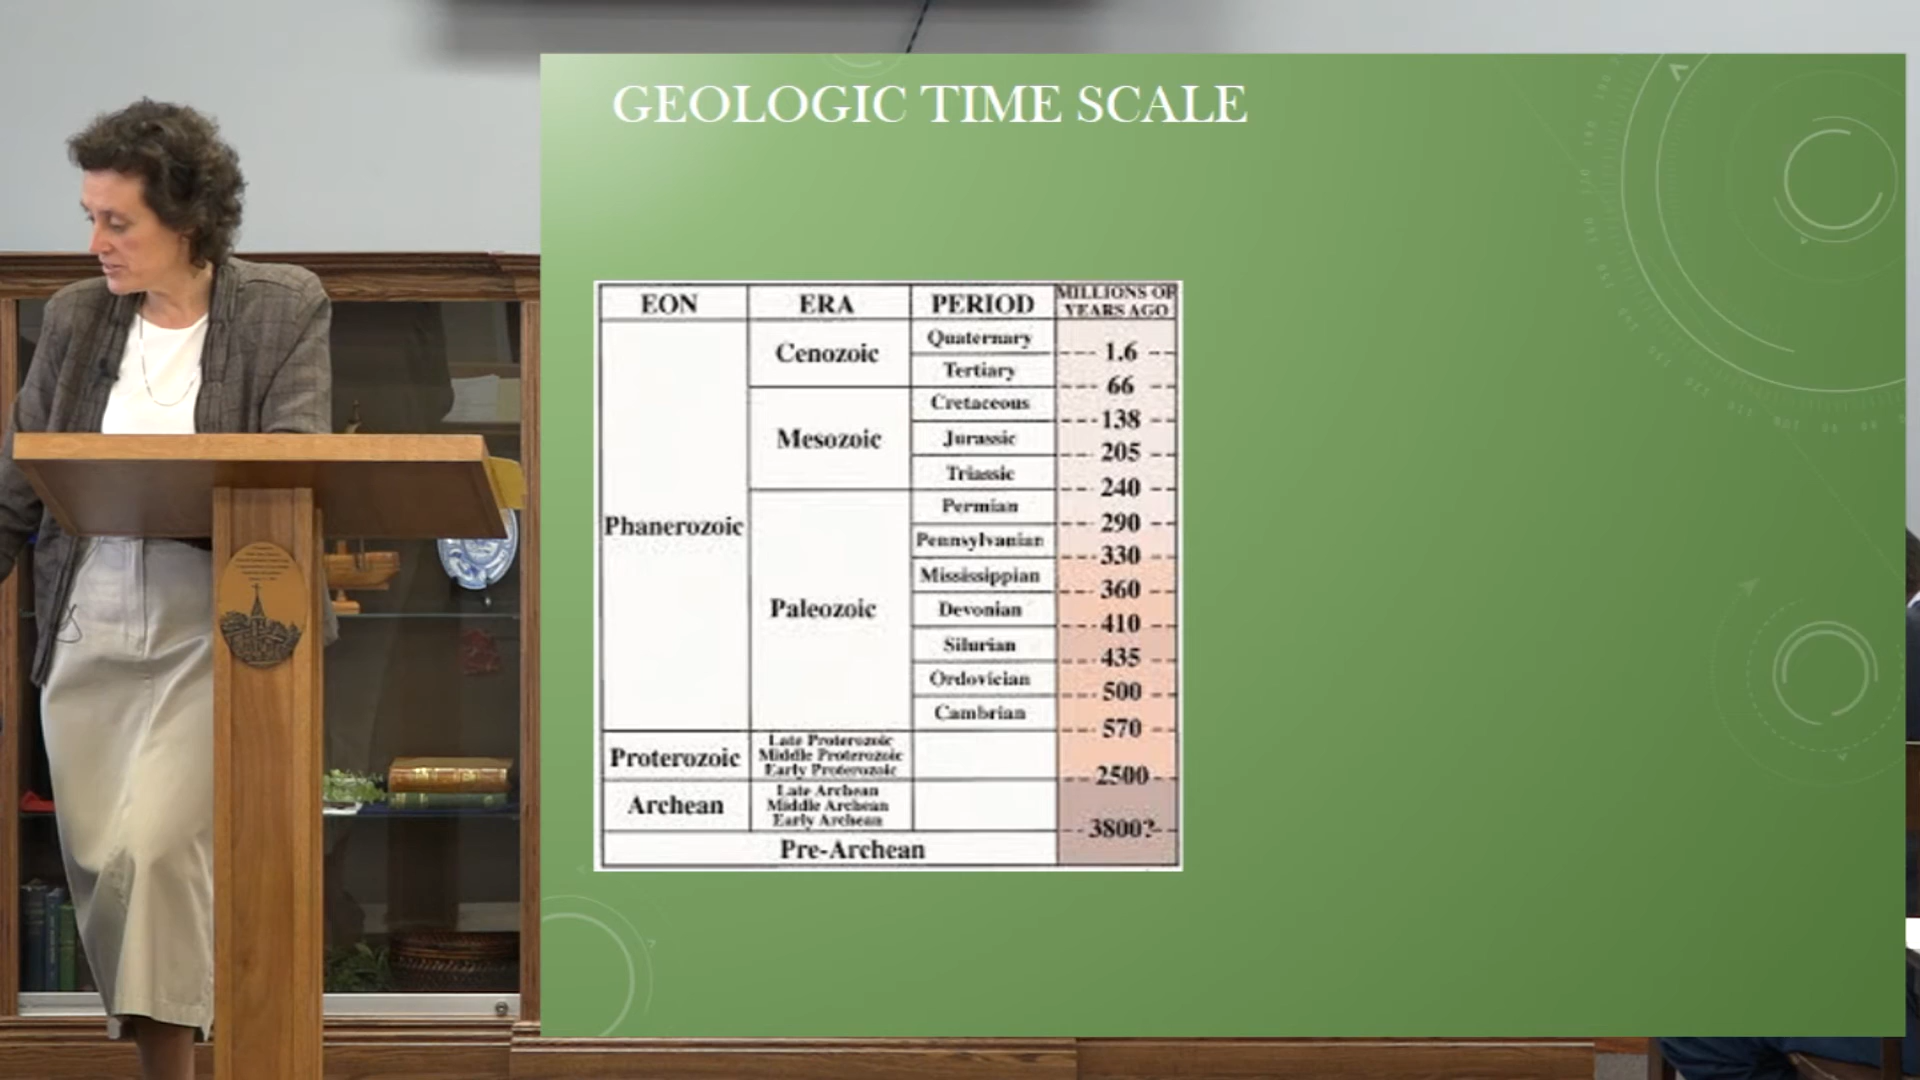 GEOLOGIC TIME SCALE
EON ERA PERIOD MILLIONS OF
YEARS AGO
Quaternary
Cenozoic
1.6
Tertiary
66
Cretaceous
138
Mesozoic
Jurassic
205
Triassic
240
Permian
290
Phanerozoic
Pennsylvanian
330
Mississippian
360
Paleozoic
Devonian
410
Silurian
435
Ordovician
500
Cambrian
570
Proterozoic
Late Proterozoic
Middle Proterozoic
Early Proterozoic
2500
Archean
Late Archean
Middle Archean
Early Archean
3800?
Pre-Archean